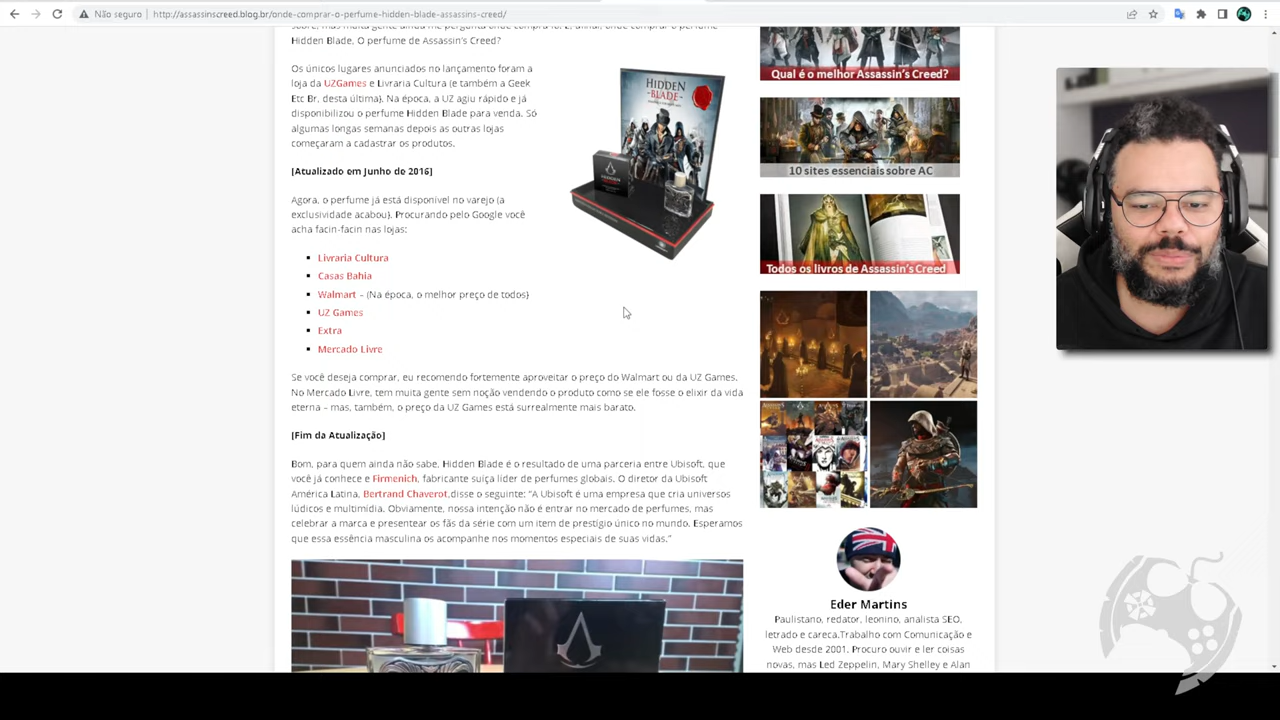 Não seguro
http://assassinscreed.blog.br/onde-comprar-o-perfume-hidden-blade-assassins-creed/
Hidden Blade, O perfume de Assassin's Creed?
Os únicos lugares anunciados no lançamento foram a
loja da UZGames e Livraria Cultura (e também a Geek
Etc Br, desta última). Na época, a UZ agiu rápido e já
disponibilizou o perfume Hidden Blade para venda. Só
algumas longas semanas depois as outras lojas
começaram a cadastrar os produtos.
[Atualizado em Junho de 2016]
Agora, o perfume já está disponível no varejo (a
exclusividade acabou). Procurando pelo Google você
acha facin-facin nas lojas:
Livraria Cultura
Casas Bahia
Walmart – (Na época, o melhor preço de todos)
UZ Games
Extra
Mercado Livre
Se você deseja comprar, eu recomendo fortemente aproveitar o preço do Walmart ou da UZ Games.
No Mercado Livre, tem muita gente sem noção vendendo o produto como se ele fosse o elixir da vida
eterna – mas, também, o preço da UZ Games está surrealmente mais barato.
[Fim da Atualização]
Bom, para quem ainda não sabe, Hidden Blade é o resultado de uma parceria entre Ubisoft, que
você já conhece e Firmenich, fabricante suíça líder de perfumes globais. O diretor da Ubisoft
América Latina, Bertrand Chaverot,disse o seguinte: "A Ubisoft é uma empresa que cria universos
lúdicos e multimídia. Obviamente, nossa intenção não é entrar no mercado de perfumes, mas
celebrar a marca e presentear os fãs da série com um item de prestígio único no mundo. Esperamos
que essa essência masculina os acompanhe nos momentos especiais de suas vidas."
HIDDEN
BLADE
Qual é o melhor Assassin's Creed?
10 sites essenciais sobre AC
Todos os livros de Assassin's Creed
Eder Martins
Paulistano, redator, leonino, analista SEO,
letrado e careca.Trabalho com Comunicação e
Web desde 2001. Procuro ouvir e ler coisas
novas, mas Led Zeppelin, Mary Shelley e Alan